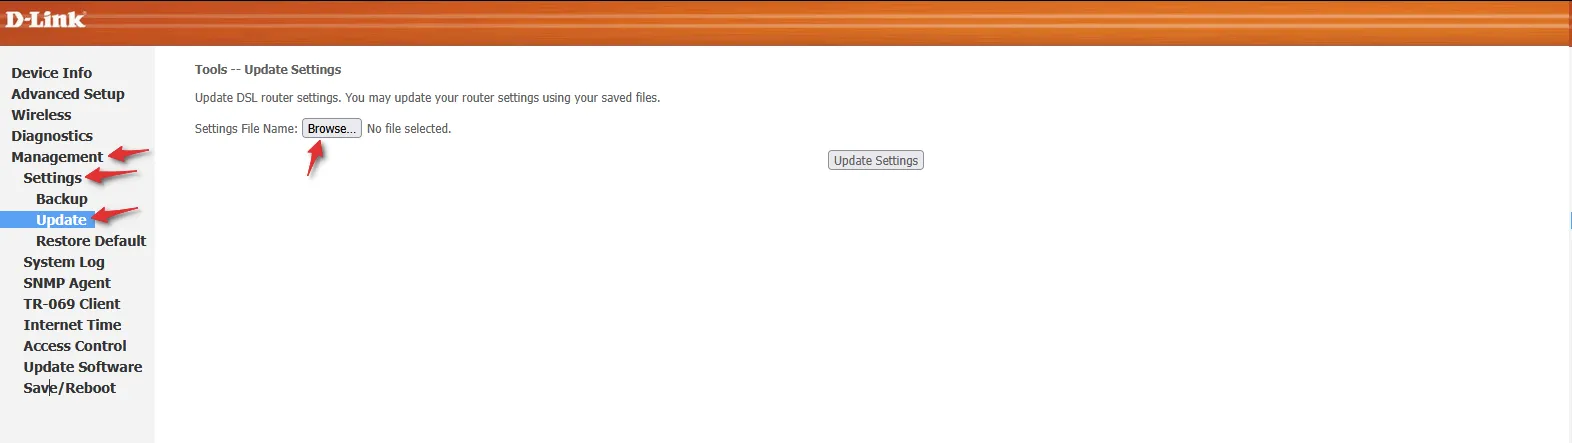 D-Link
Device Info
Advanced Setup
Wireless
Diagnostics
Management
Settings
Backup
Update
Restore Default
System Log
SNMP Agent
TR-069 Client
Internet Time
Access Control
Update Software
Save/Reboot
Tools -- Update Settings
Update DSL router settings. You may update your router settings using your saved files.
Settings File Name: Browse... No file selected.
Update Settings